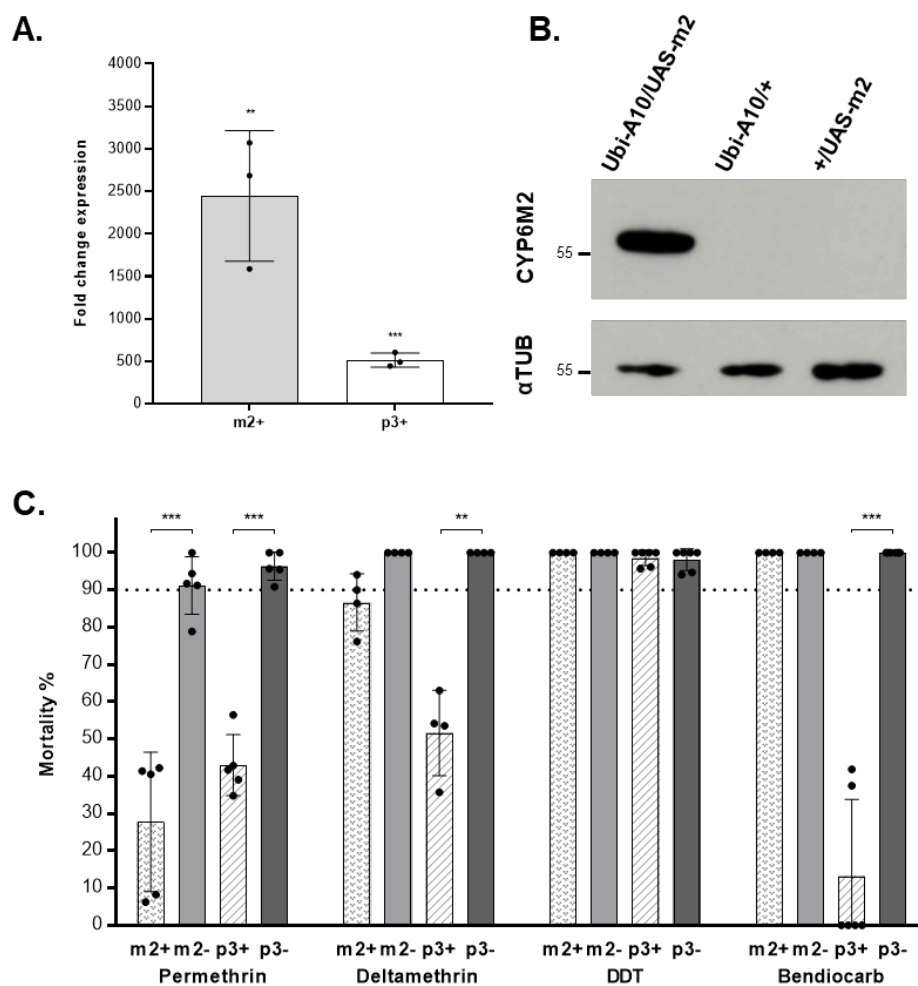 A.
4000
3500
3000
2500
2000
1500
1000
500
0
Fold change expression
**
***
m2+
p3+
B.
Ubi-A10/UAS-m2
Ubi-A10/+
+/UAS-m2
CYP6M2
55
αTUB
55
C.
*** *** ** ***
100
90
80
70
60
50
40
30
20
10
0
Mortality %
m2+ m2- p3+ p3- m2+ m2- p3+ p3- m2+ m2- p3+ p3- m2+ m2- p3+ p3-
Permethrin Deltamethrin DDT Bendiocarb